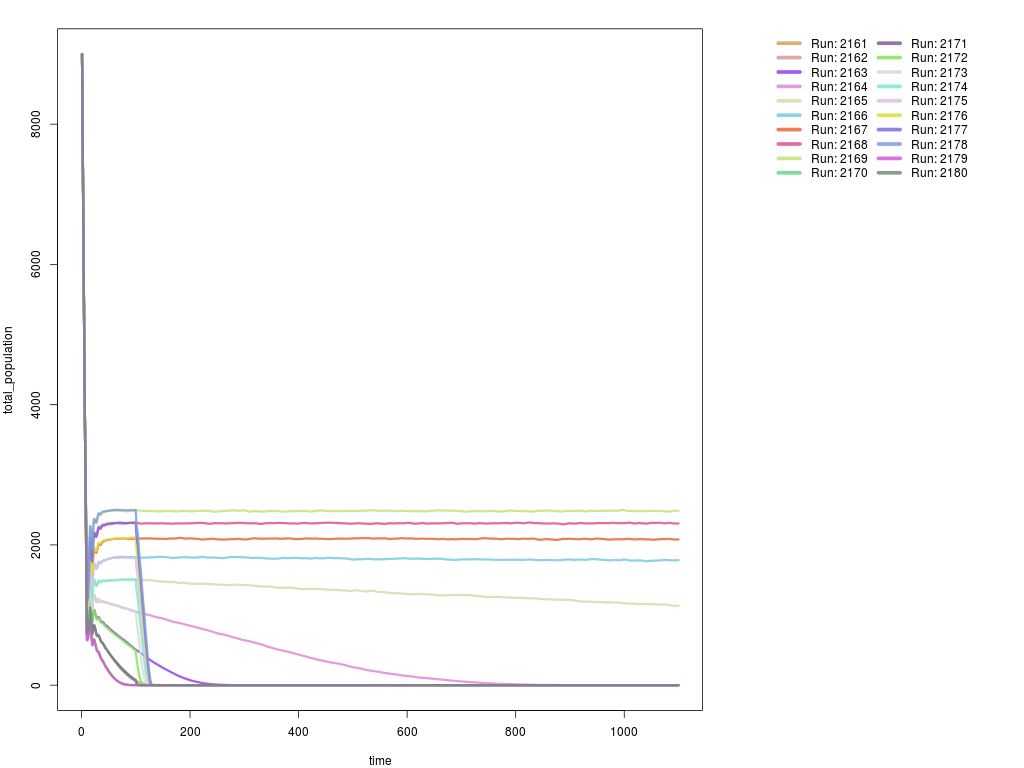 total_population
8000
6000
4000
2000
0
0 200 400 600 800 1000
time
Run: 2161 Run: 2171
Run: 2162 Run: 2172
Run: 2163 Run: 2173
Run: 2164 Run: 2174
Run: 2165 Run: 2175
Run: 2166 Run: 2176
Run: 2167 Run: 2177
Run: 2168 Run: 2178
Run: 2169 Run: 2179
Run: 2170 Run: 2180